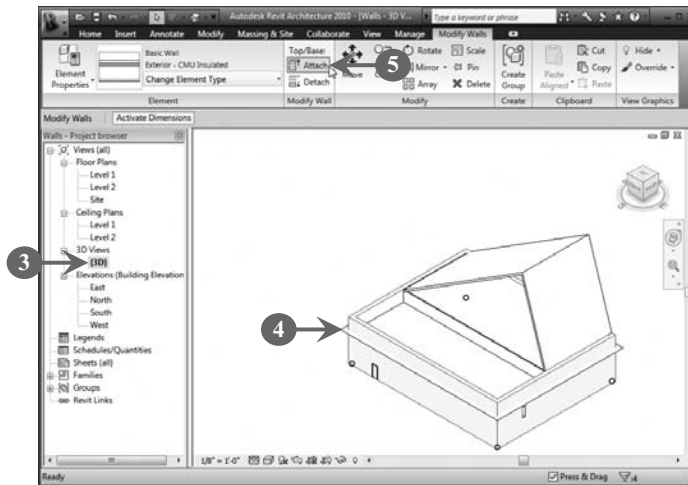 Autodesk Revit Architecture 2010 - [Walls - 3D V...
Type a keyword or phrase
Home Insert Annotate Modify Massing & Site Collaborate View Manage Modify Walls
Element Properties
Basic Wall
Exterior - CMU Insulated
Change Element Type
Element
Top/Base:
Attach
Detach
Modify Wall
Move
Rotate
Mirror
Array
Scale
Pin
Delete
Modify
Create Group
Create
Paste Aligned
Cut
Copy
Paste
Clipboard
Hide
Override
View Graphics
5
Modify Walls
Activate Dimensions
Walls - Project browser
Views (all)
Floor Plans
Level 1
Level 2
Site
Ceiling Plans
Level 1
Level 2
3D Views
{3D}
Elevations (Building Elevation
East
North
South
West
Legends
Schedules/Quantities
Sheets (all)
Families
Groups
Revit Links
3
4
1/8" = 1'-0"
Ready
Press & Drag
:4